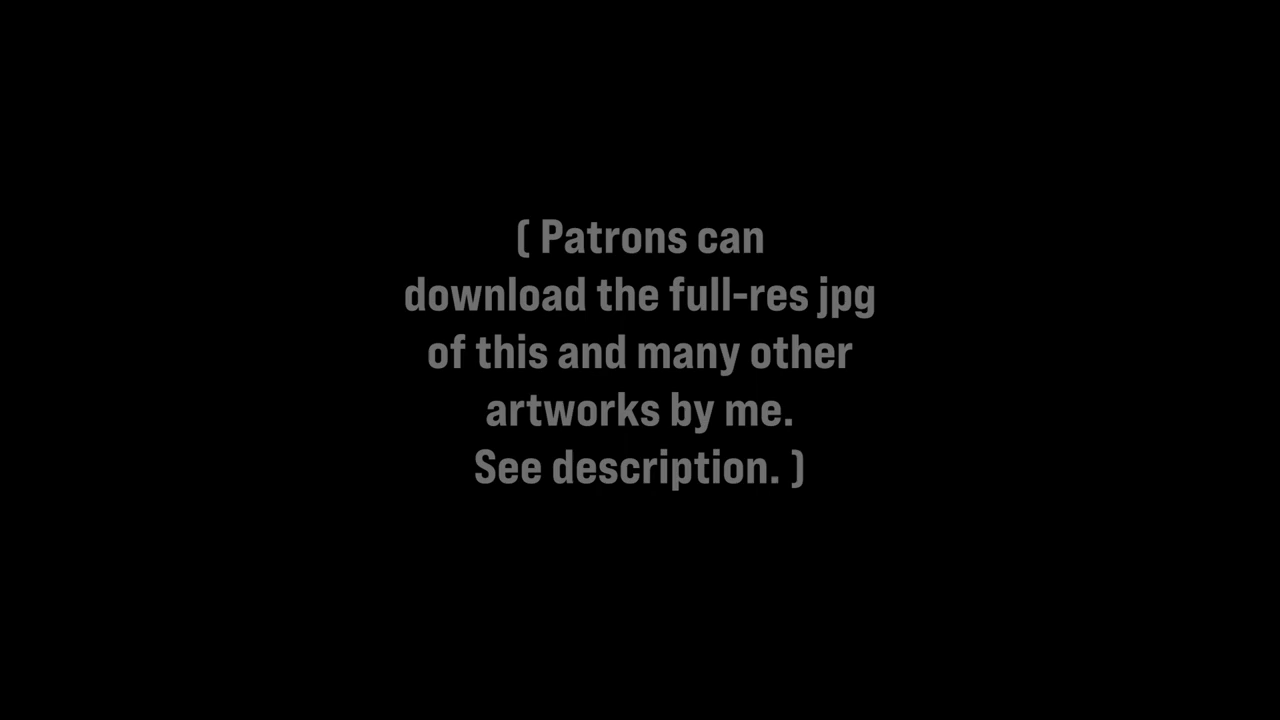 ( Patrons can
download the full-res jpg
of this and many other
artworks by me.
See description. )